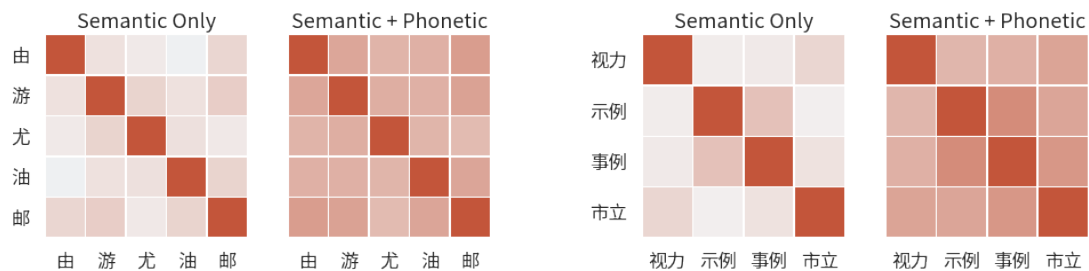 Semantic Only
Semantic + Phonetic
由
游
尤
油
邮
由 游 尤 油 邮
由 游 尤 油 邮
Semantic Only
Semantic + Phonetic
视力
示例
事例
市立
视力 示例 事例 市立
视力 示例 事例 市立